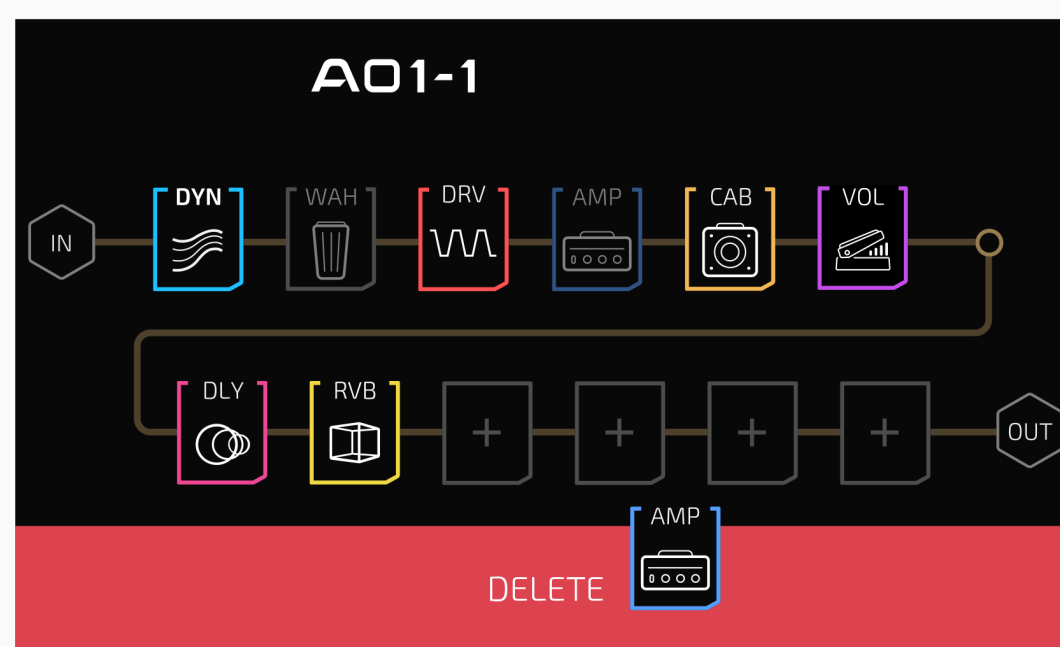 A01-1
IN DYN WAH DRV AMP CAB VOL
DLY RVB + + + + OUT
AMP
DELETE